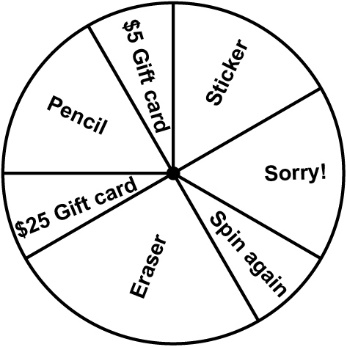 $5 Gift card
Sticker
Pencil
Sorry!
$25 Gift card
Spin again
Eraser